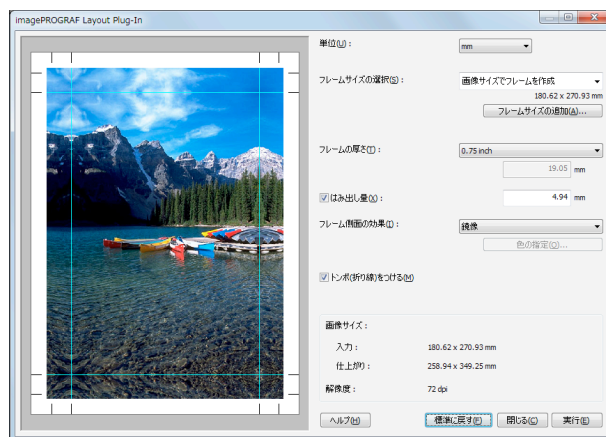 imagePROGRAF Layout Plug-In
単位(U) :
mm
フレームサイズの選択(S) :
画像サイズでフレームを作成
180.62 x 270.93 mm
フレームサイズの追加(A)...
フレームの厚さ(T) :
0.75 inch
19.05 mm
はみ出し量(X) :
4.94 mm
フレーム側面の効果(I) :
鏡像
色の指定(O)...
トンボ(折り線)をつける(M)
画像サイズ :
入力 : 180.62 x 270.93 mm
仕上がり : 258.94 x 349.25 mm
解像度 : 72 dpi
ヘルプ(H)
標準に戻す(F)
閉じる(C)
実行(E)